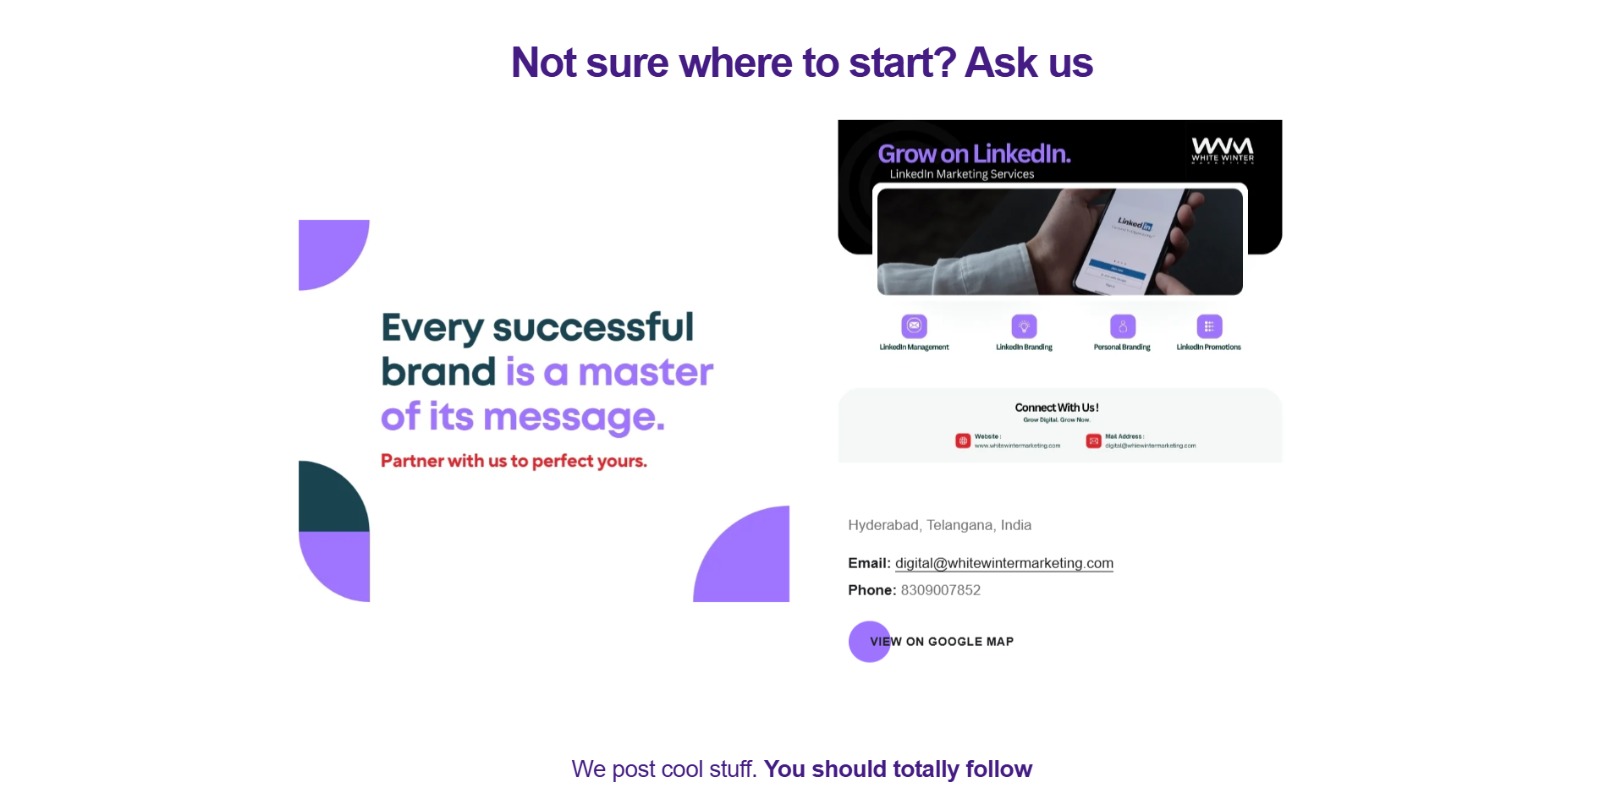 Not sure where to start? Ask us
Every successful
brand is a master
of its message.
Partner with us to perfect yours.
Grow on LinkedIn.
LinkedIn Marketing Services
WWM
WHITE WINTER
MARKETING
Linked in
LinkedIn Management
LinkedIn Branding
Personal Branding
LinkedIn Promotions
Connect With Us !
Grow Digital. Grow Now.
Website :
www.whitewintermarketing.com
Mail Address :
digital@whitewintermarketing.com
Hyderabad, Telangana, India
Email: digital@whitewintermarketing.com
Phone: 8309007852
VIEW ON GOOGLE MAP
We post cool stuff. You should totally follow